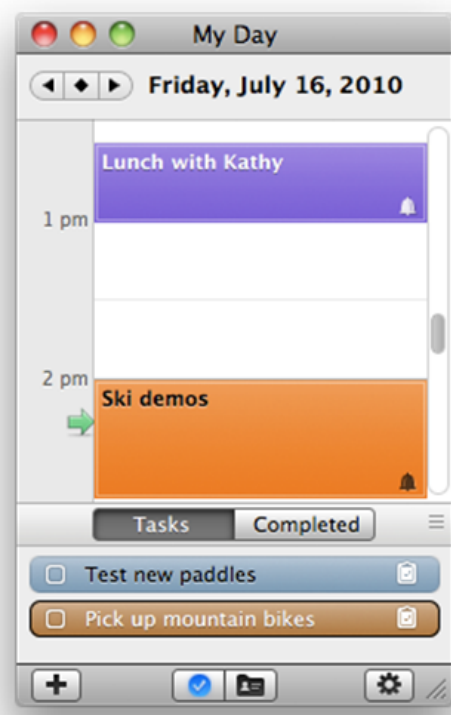 My Day
Friday, July 16, 2010
Lunch with Kathy
1 pm
2 pm
Ski demos
Tasks Completed
Test new paddles
Pick up mountain bikes